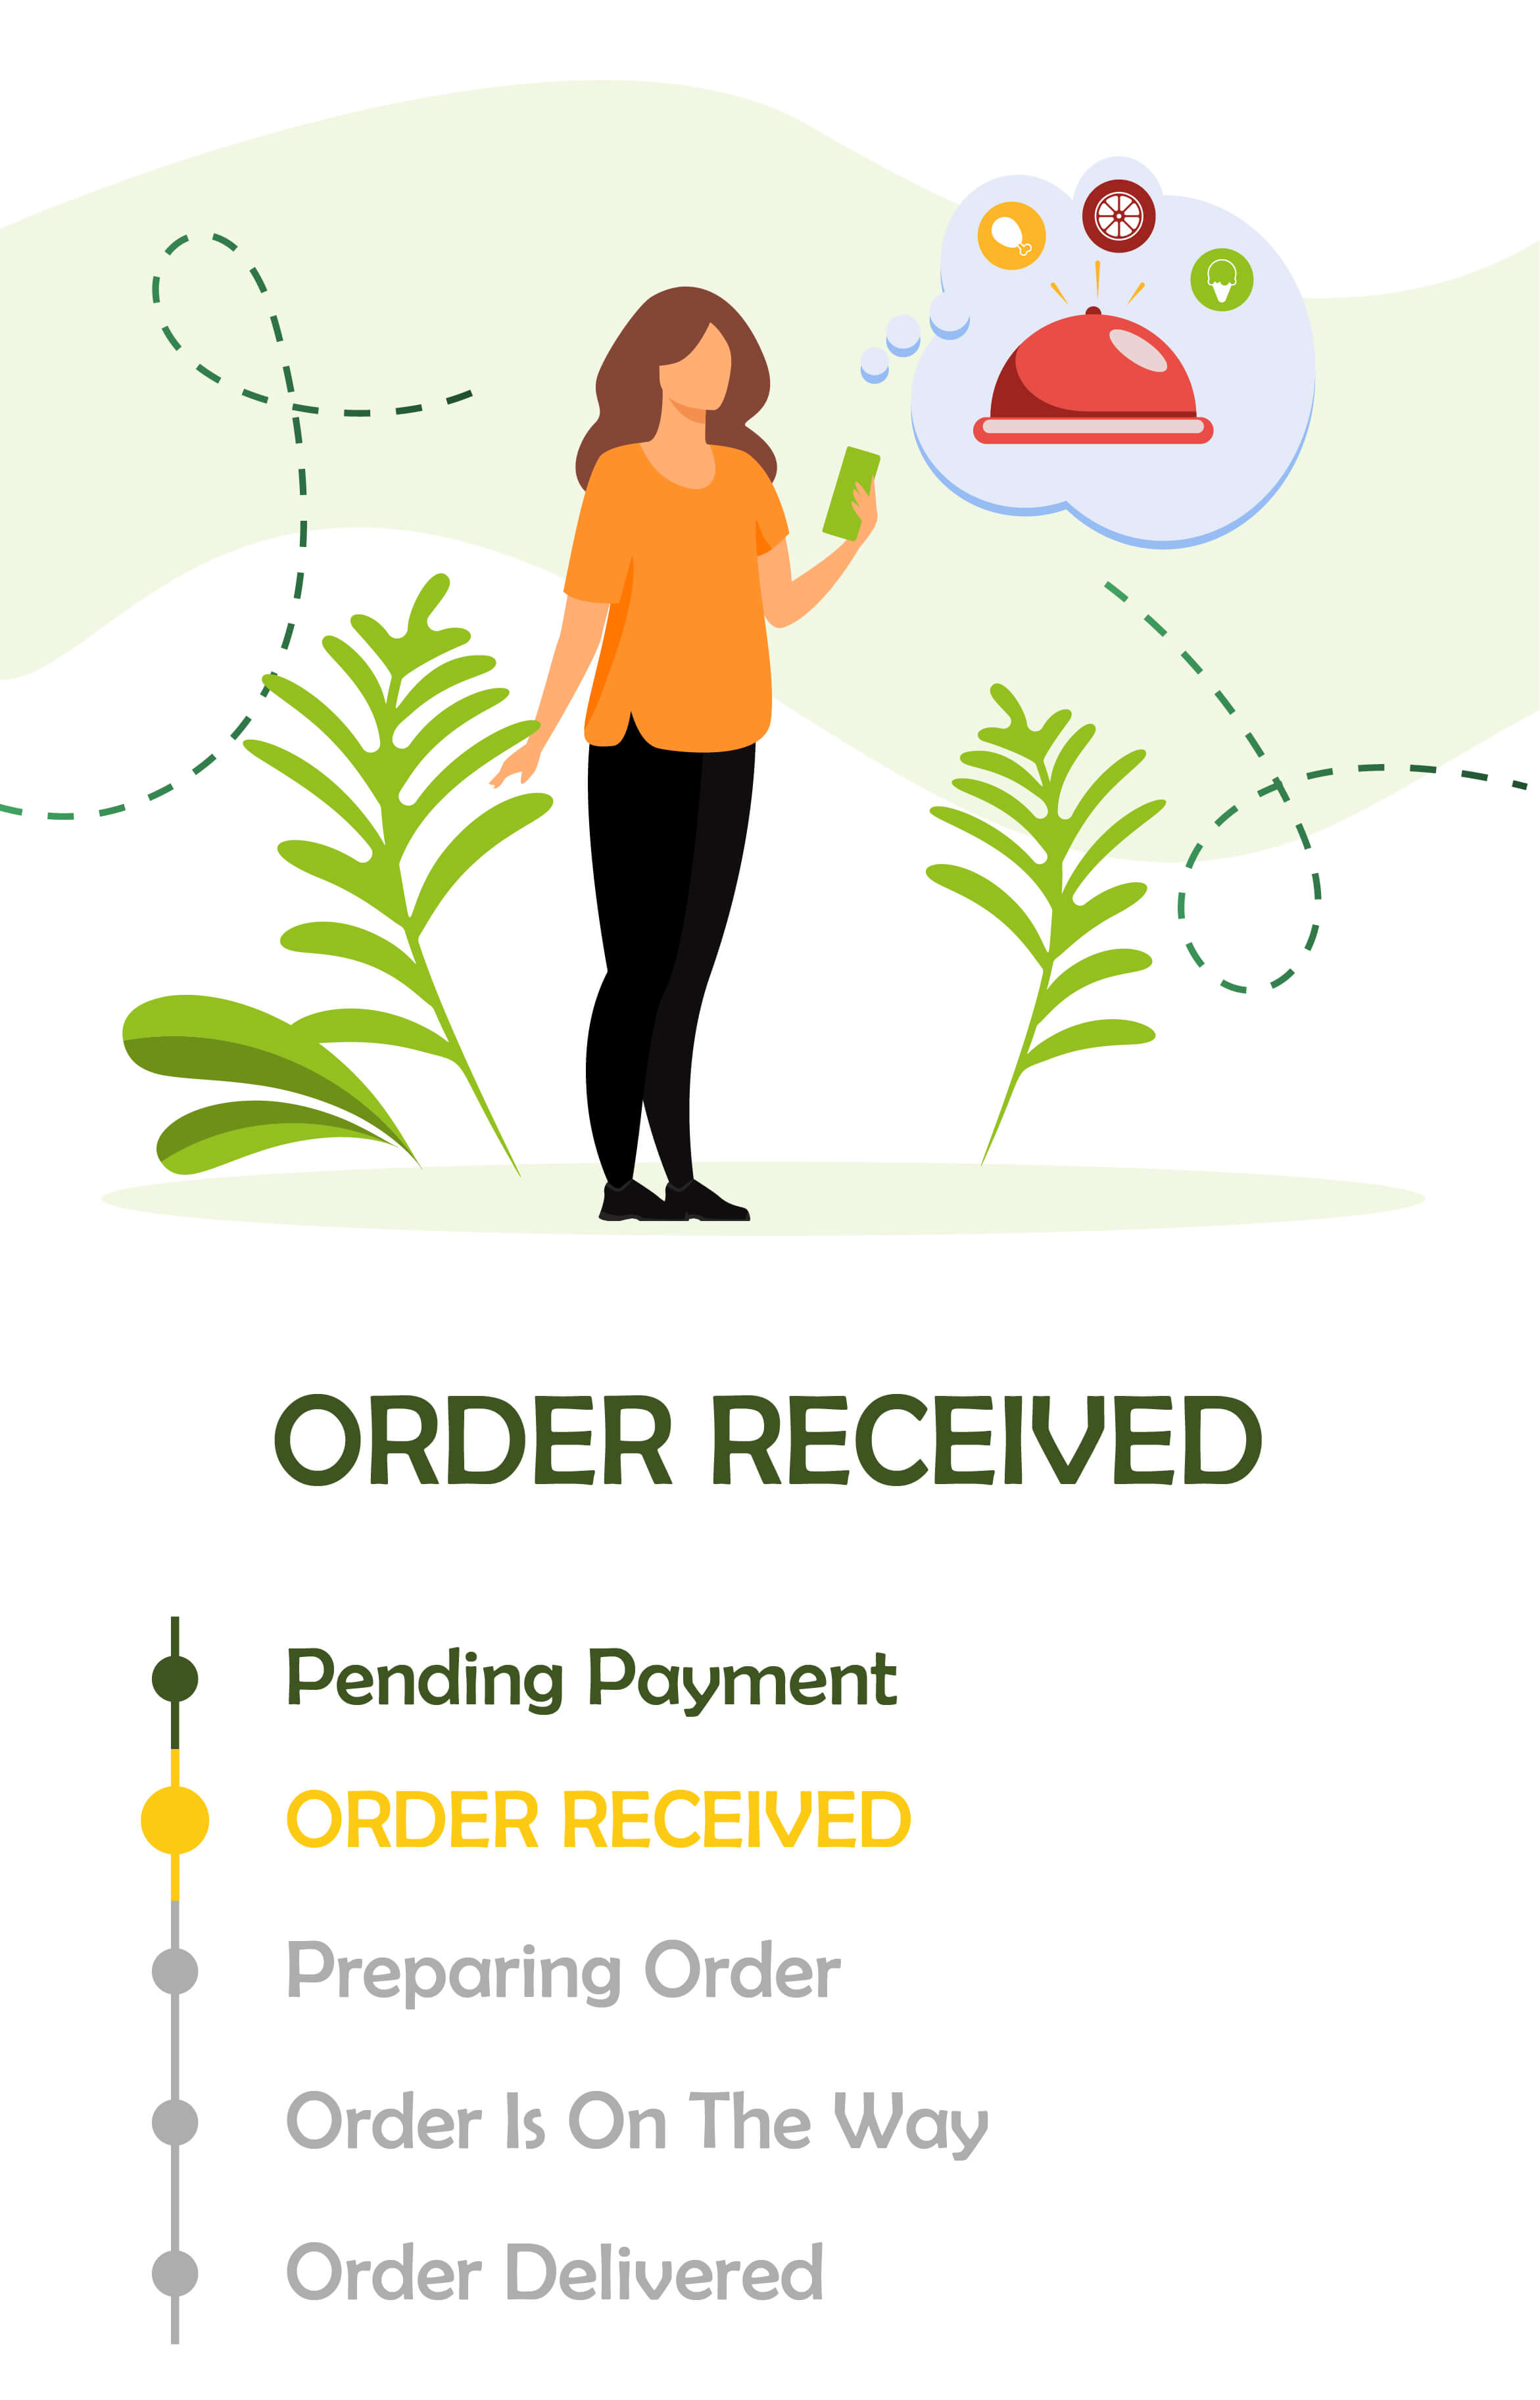 ORDER RECEIVED
Pending Payment
ORDER RECEIVED
Preparing Order
Order Is On The Way
Order Delivered